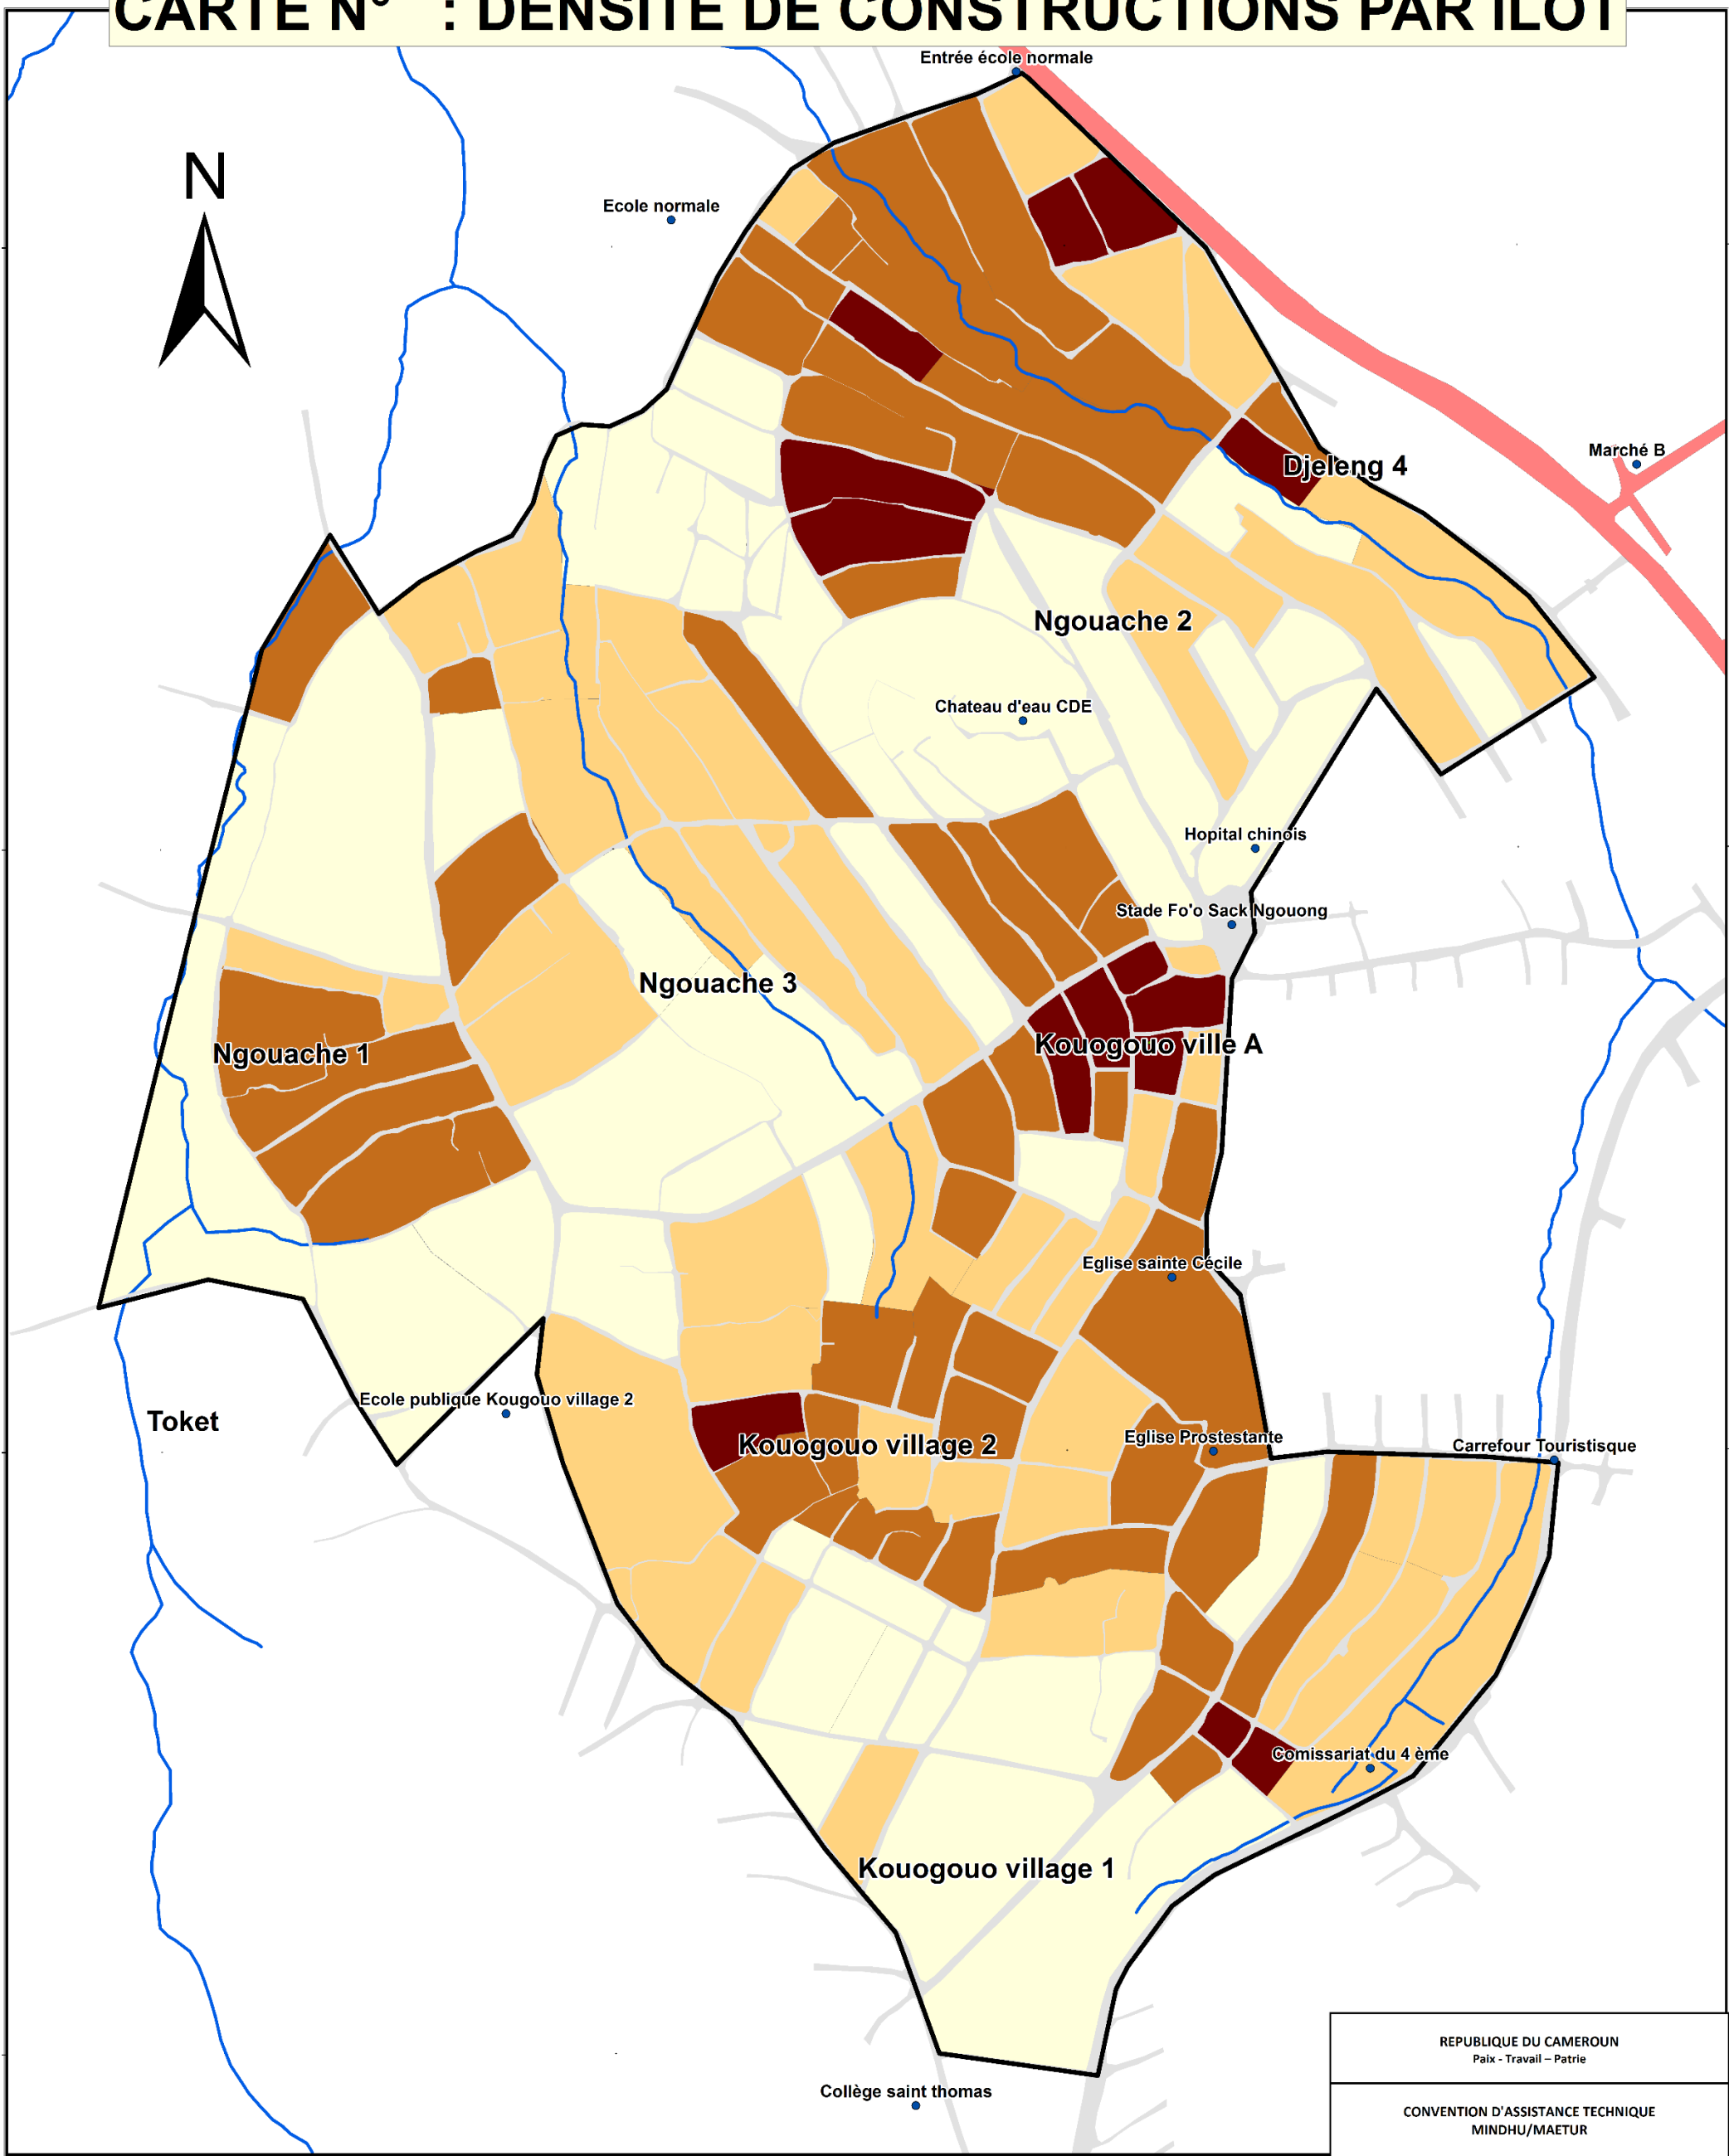 CARTE N° : DENSITE DE CONSTRUCTIONS PAR ILOT
Entrée école normale
N
Ecole normale
Marché B
Djeleng 4
Ngouache 2
Chateau d'eau CDE
Hopital chinois
Stade Fo'o Sack Ngouong
Ngouache 3
Kouogouo ville A
Ngouache 1
Eglise sainte Cécile
Ecole publique Kougouo village 2
Toket
Kouogouo village 2
Eglise Prostestante
Carrefour Touristisque
Comissariat du 4 ème
Kouogouo village 1
REPUBLIQUE DU CAMEROUN
Paix - Travail – Patrie
Collège saint thomas
CONVENTION D'ASSISTANCE TECHNIQUE
MINDHU/MAETUR